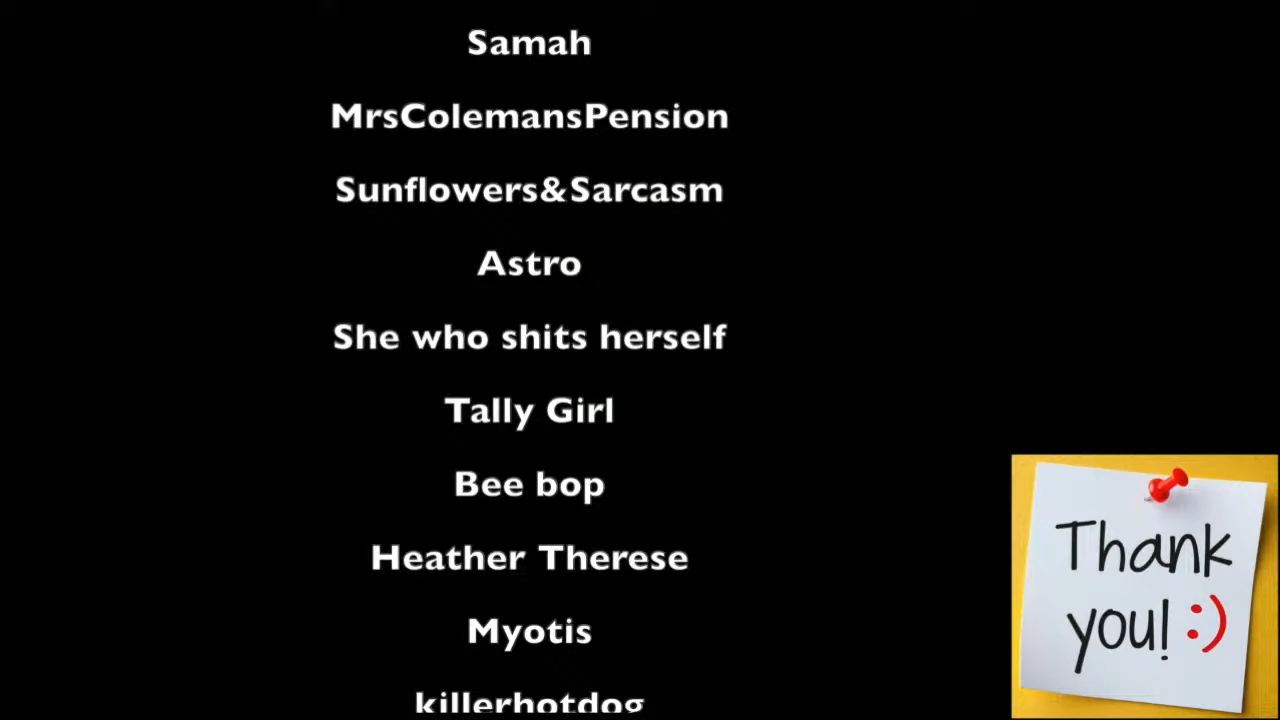 Samah
MrsColemansPension
Sunflowers&Sarcasm
Astro
She who shits herself
Tally Girl
Bee bop
Heather Therese
Myotis
killerhotdog
Thank
you! :)